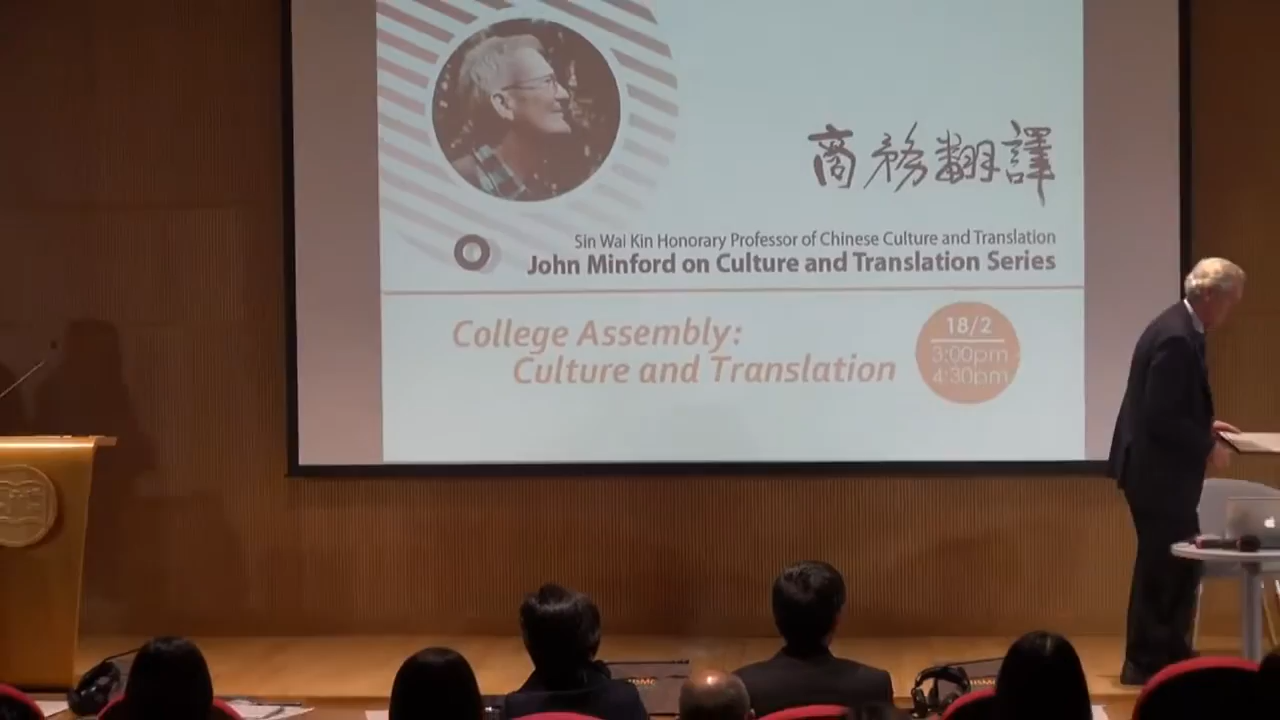 商務翻譯
Sin Wai Kin Honorary Professor of Chinese Culture and Translation
John Minford on Culture and Translation Series
College Assembly:
Culture and Translation
18/2
3:00pm
4:30pm